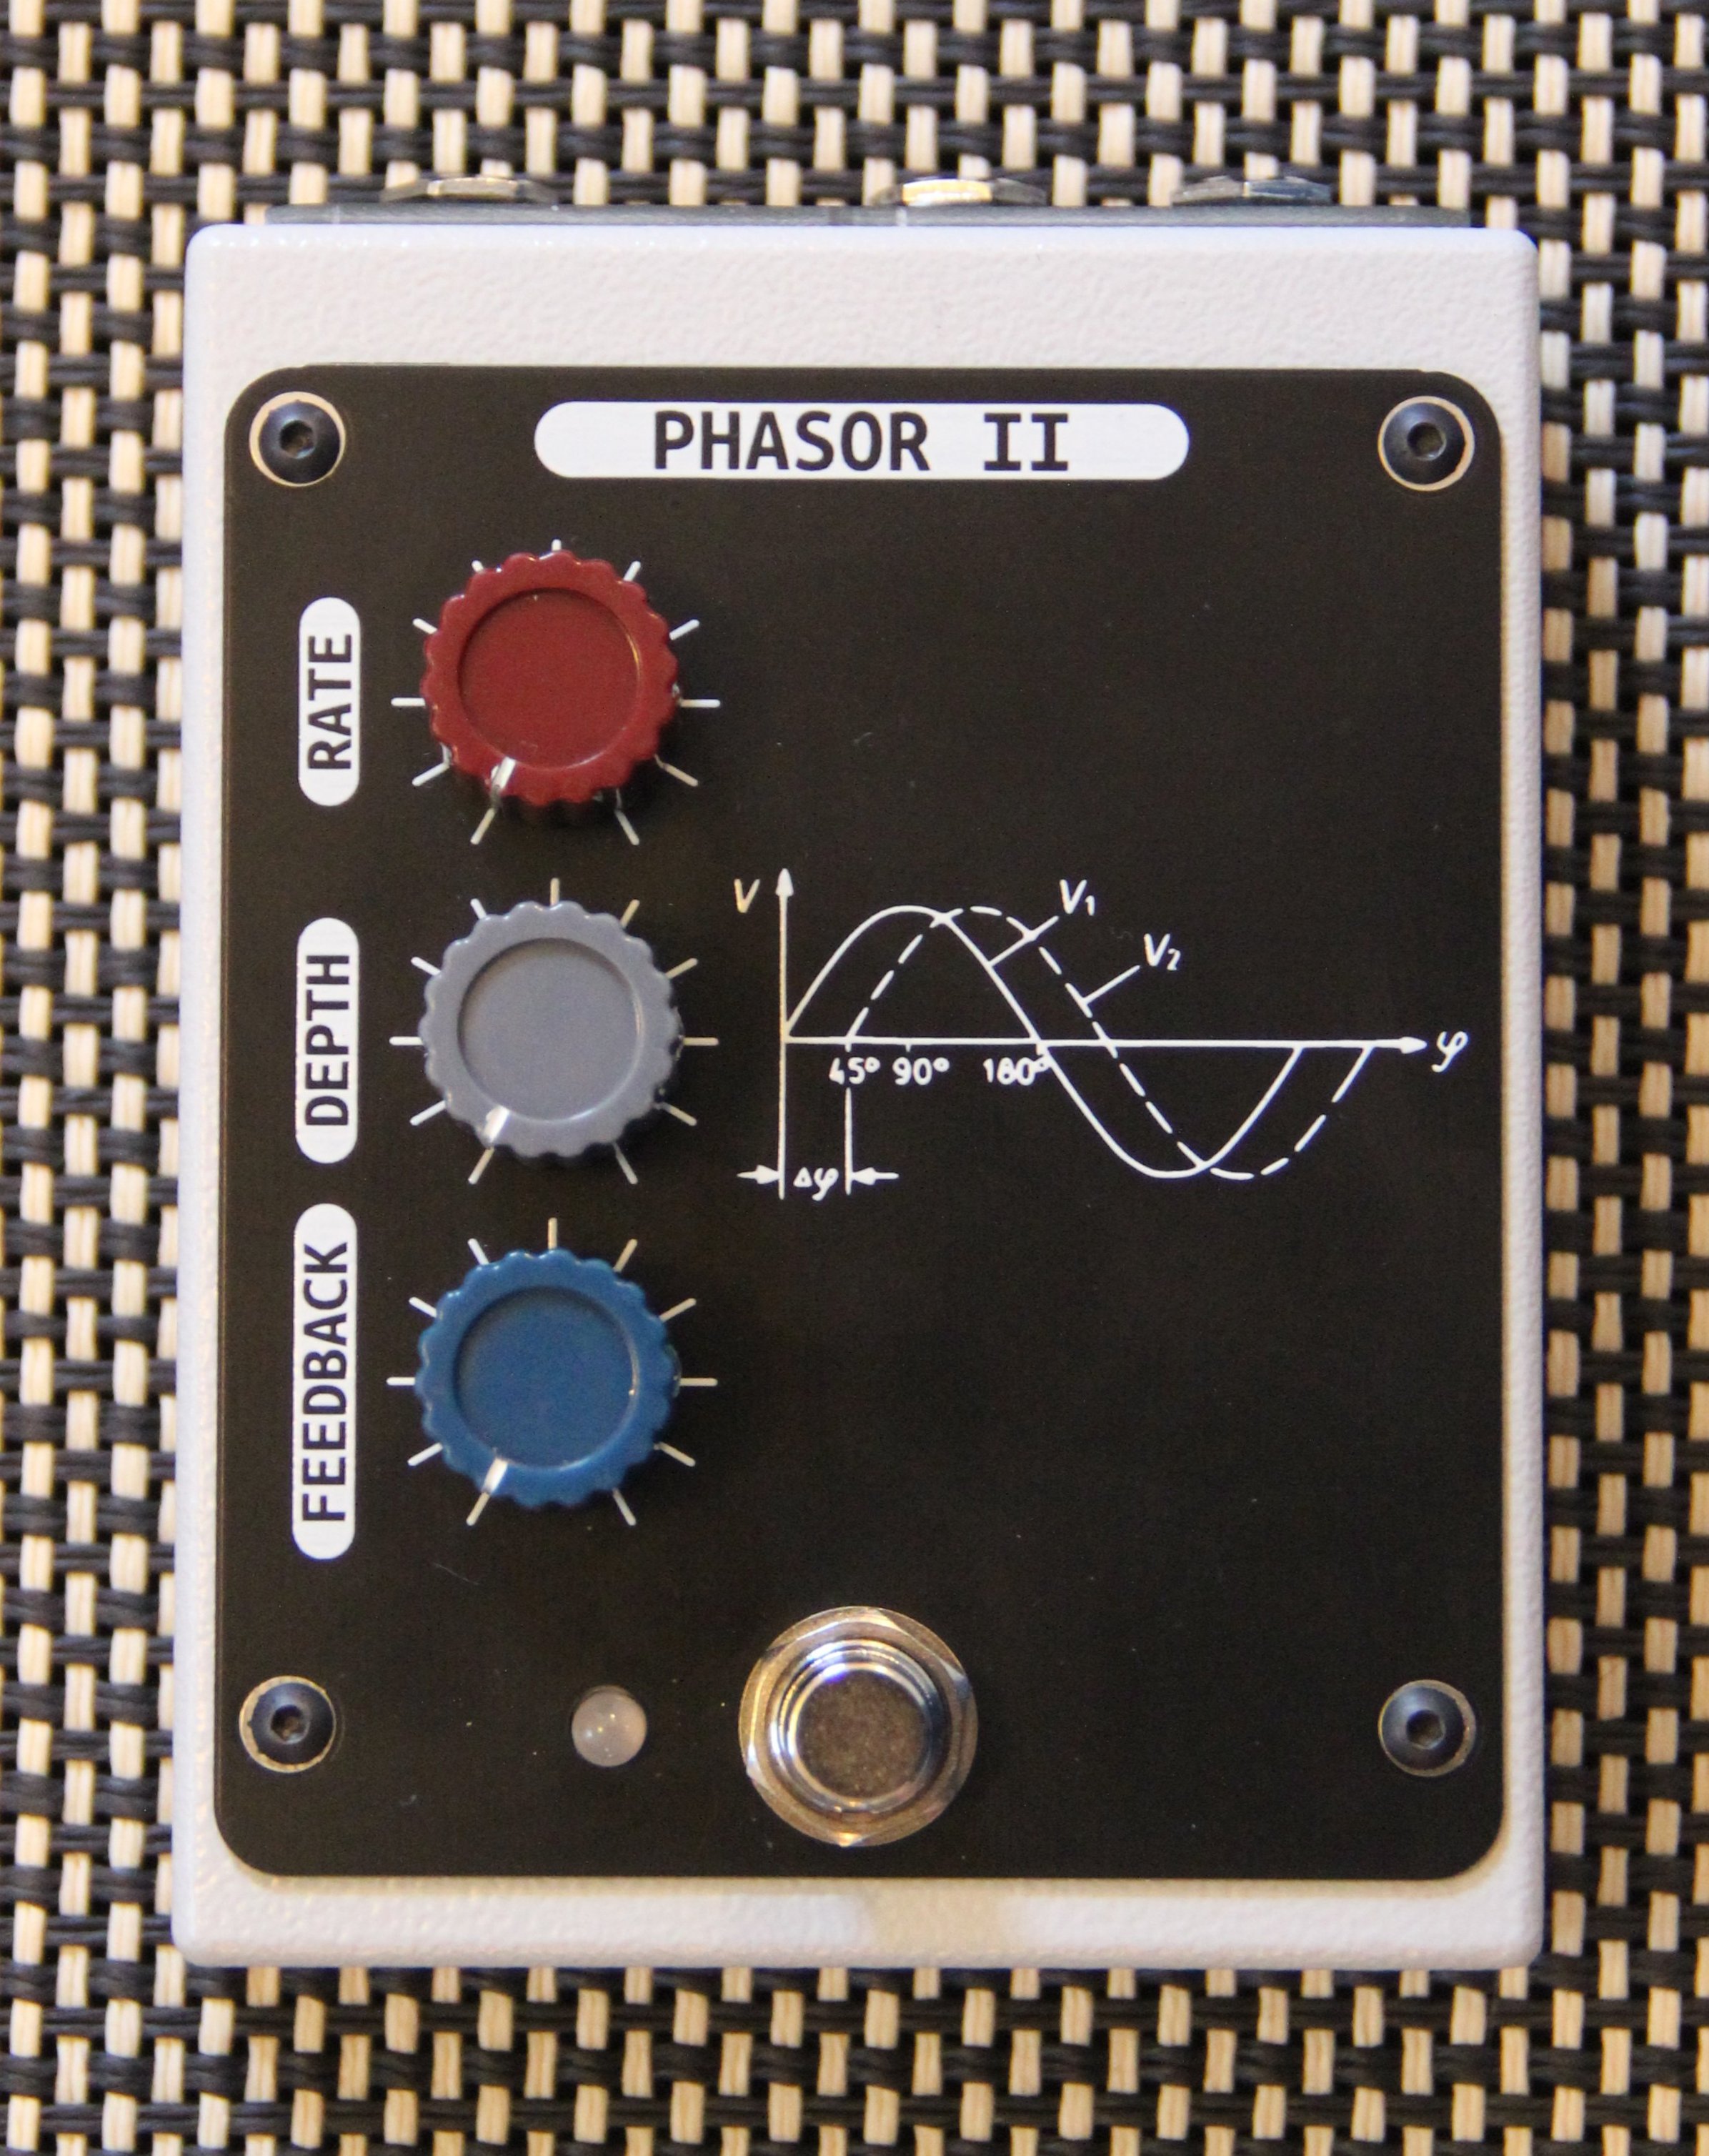 PHASOR II
RATE
DEPTH
FEEDBACK
V
V₁
V₂
45° 90° 180°
φ
Δφ